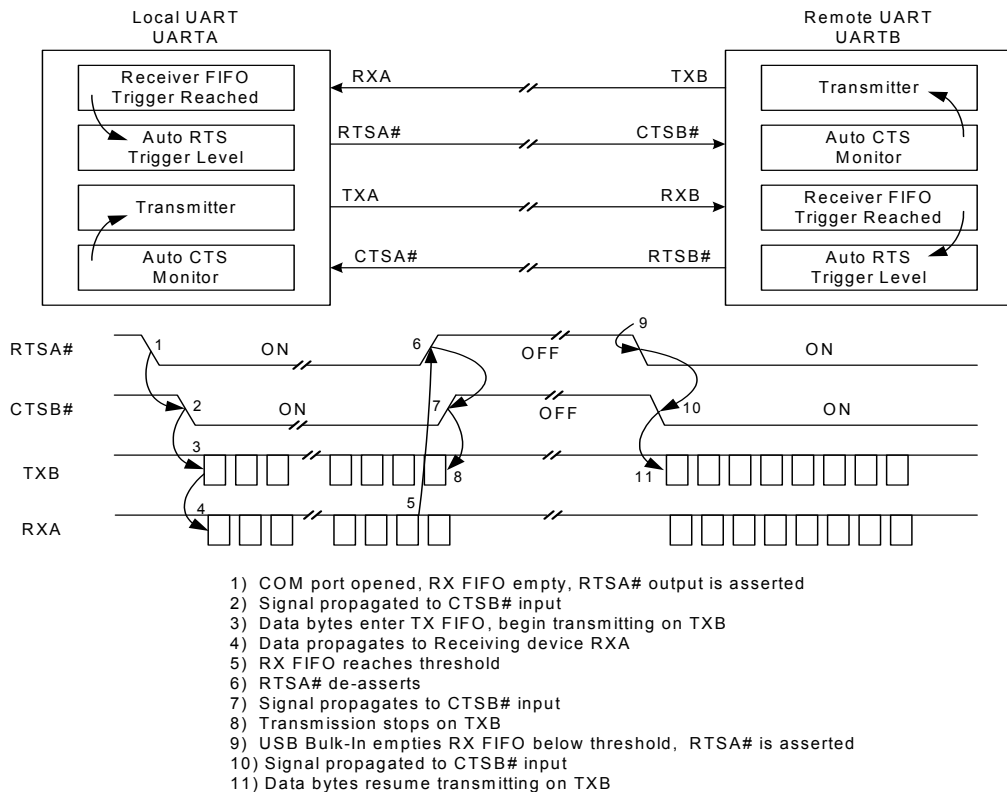 Local UART
UARTA
Remote UART
UARTB
Receiver FIFO
Trigger Reached
Auto RTS
Trigger Level
Transmitter
Auto CTS
Monitor
RXA
TXB
RTSA#
CTSB#
TXA
RXB
CTSA#
RTSB#
Transmitter
Auto CTS
Monitor
Receiver FIFO
Trigger Reached
Auto RTS
Trigger Level
RTSA#
1
ON
6
OFF
9
ON
CTSB#
2
ON
7
OFF
10
ON
TXB
3
8
11
RXA
4
5
1) COM port opened, RX FIFO empty, RTSA# output is asserted
2) Signal propagated to CTSB# input
3) Data bytes enter TX FIFO, begin transmitting on TXB
4) Data propagates to Receiving device RXA
5) RX FIFO reaches threshold
6) RTSA# de-asserts
7) Signal propagates to CTSB# input
8) Transmission stops on TXB
9) USB Bulk-In empties RX FIFO below threshold, RTSA# is asserted
10) Signal propagated to CTSB# input
11) Data bytes resume transmitting on TXB